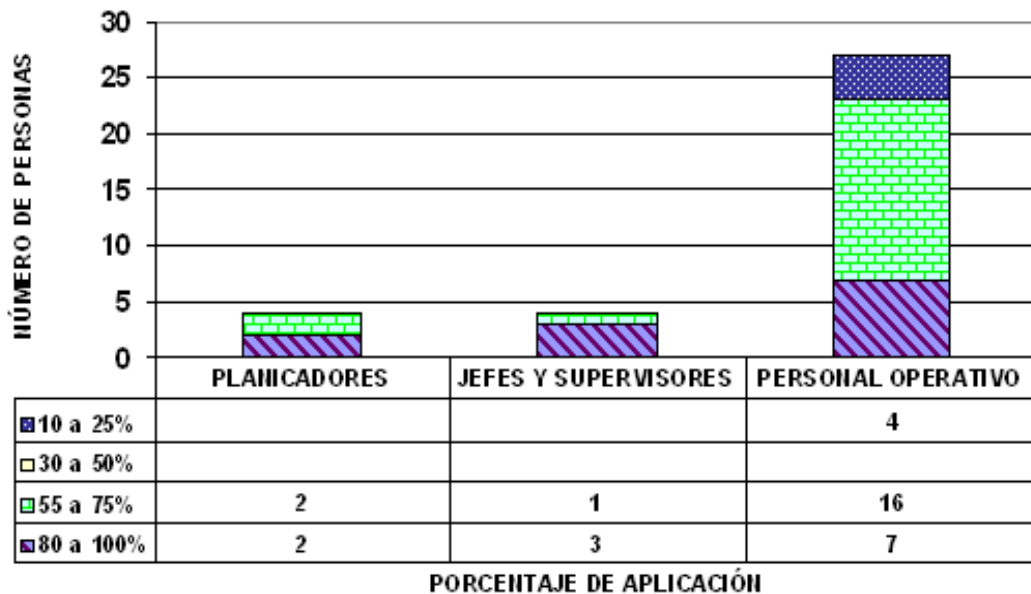 NÚMERO DE PERSONAS
30
25
20
15
10
5
0
PLANICADORES JEFES Y SUPERVISORES PERSONAL OPERATIVO
10 a 25% 4
30 a 50%
55 a 75% 2 1 16
80 a 100% 2 3 7
PORCENTAJE DE APLICACIÓN